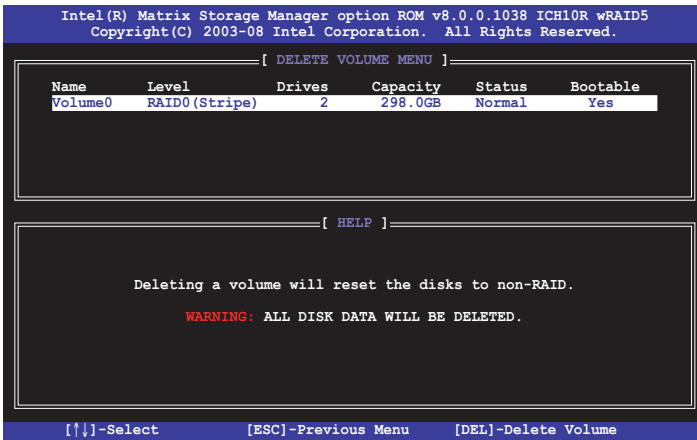 Intel(R) Matrix Storage Manager option ROM v8.0.0.1038 ICH10R wRAID5
Copyright(C) 2003-08 Intel Corporation. All Rights Reserved.
[ DELETE VOLUME MENU ]
Name Level Drives Capacity Status Bootable
Volume0 RAID0(Stripe) 2 298.0GB Normal Yes
[ HELP ]
Deleting a volume will reset the disks to non-RAID.
WARNING: ALL DISK DATA WILL BE DELETED.
[↑↓]-Select [ESC]-Previous Menu [DEL]-Delete Volume